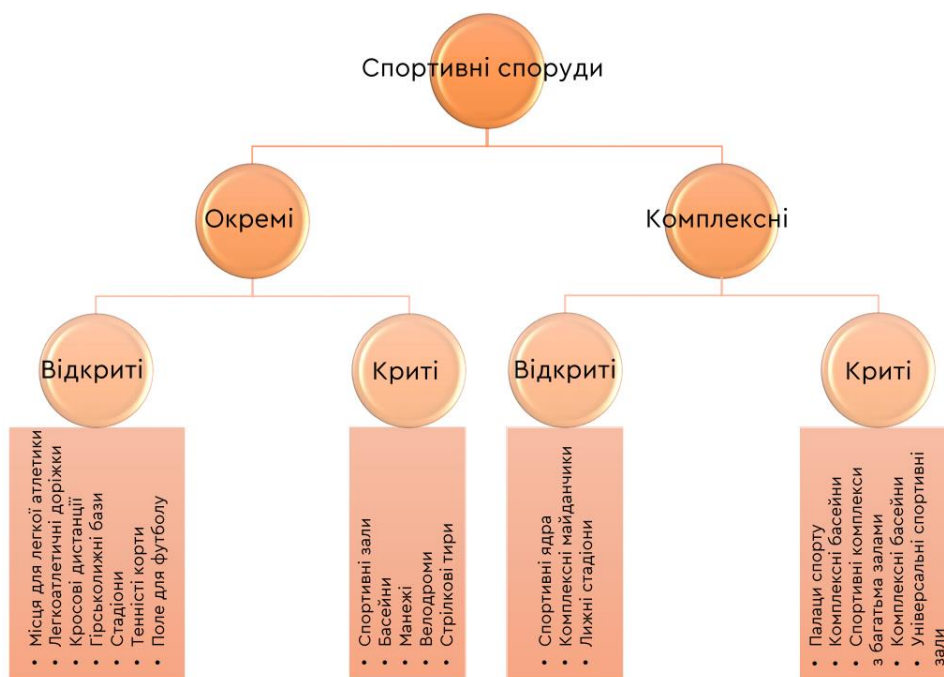 Спортивні споруди
Окремі
Комплексні
Відкриті
Криті
Відкриті
Криті
• Місця для легкої атлетики
• Легкоатлетичні доріжки
• Кросові дистанції
• Гірськолижні бази
• Стадіони
• Тенністі корти
• Поле для футболу
• Спортивні зали
• Басейни
• Манежі
• Велодроми
• Стрілкові тири
• Спортивні ядра
• Комплексні майданчики
• Лижні стадіони
• Палаци спорту
• Комплексні басейни
• Спортивні комплекси
з багатьма залами
• Комплексні басейни
• Універсальні спортивні
зали